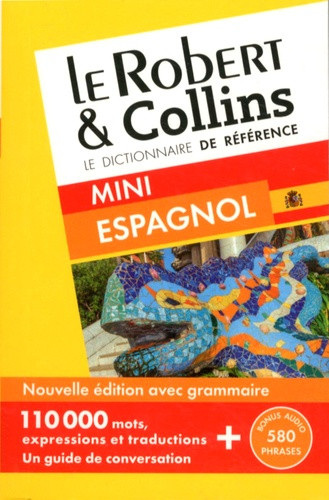 LE ROBERT
& Collins
LE DICTIONNAIRE DE RÉFÉRENCE
MINI
ESPAGNOL
Nouvelle édition avec grammaire
110 000 mots,
expressions et traductions
Un guide de conversation
+
BONUS AUDIO
580
PHRASES